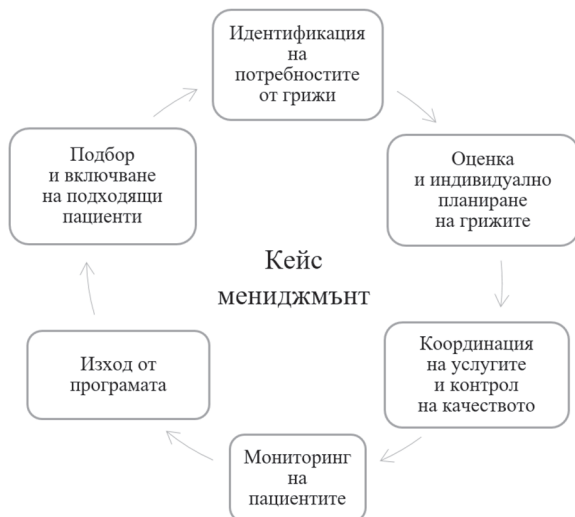 Идентификация
на
потребностите
от грижи
Оценка
и индивидуално
планиране
на грижите
Координация
на услугите
и контрол
на качеството
Мониторинг
на
пациентите
Изход от
програмата
Подбор
и включване
на подходящи
пациенти
Кейс
мениджмънт